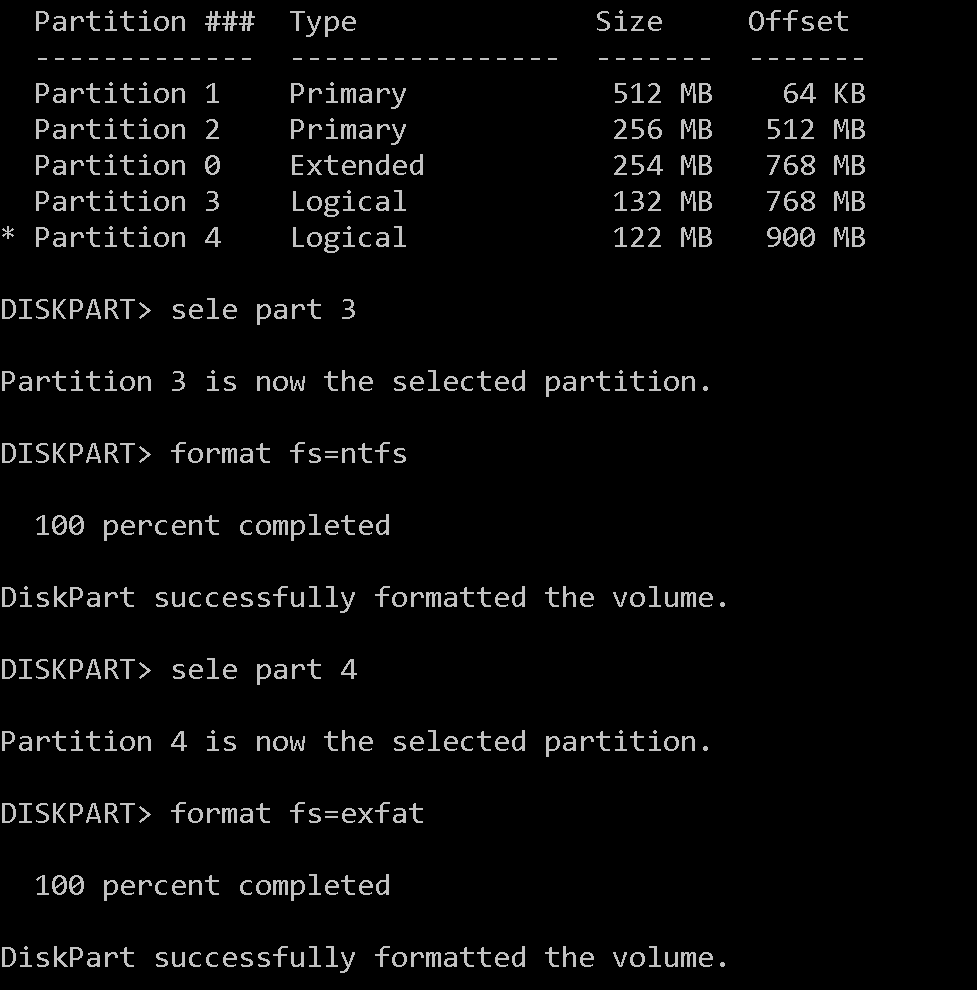 Partition ###  Type              Size     Offset
  -------------  ----------------  -------  -------
  Partition 1    Primary            512 MB    64 KB
  Partition 2    Primary            256 MB   512 MB
  Partition 0    Extended           254 MB   768 MB
  Partition 3    Logical            132 MB   768 MB
* Partition 4    Logical            122 MB   900 MB
DISKPART> sele part 3
Partition 3 is now the selected partition.
DISKPART> format fs=ntfs
  100 percent completed
DiskPart successfully formatted the volume.
DISKPART> sele part 4
Partition 4 is now the selected partition.
DISKPART> format fs=exfat
  100 percent completed
DiskPart successfully formatted the volume.